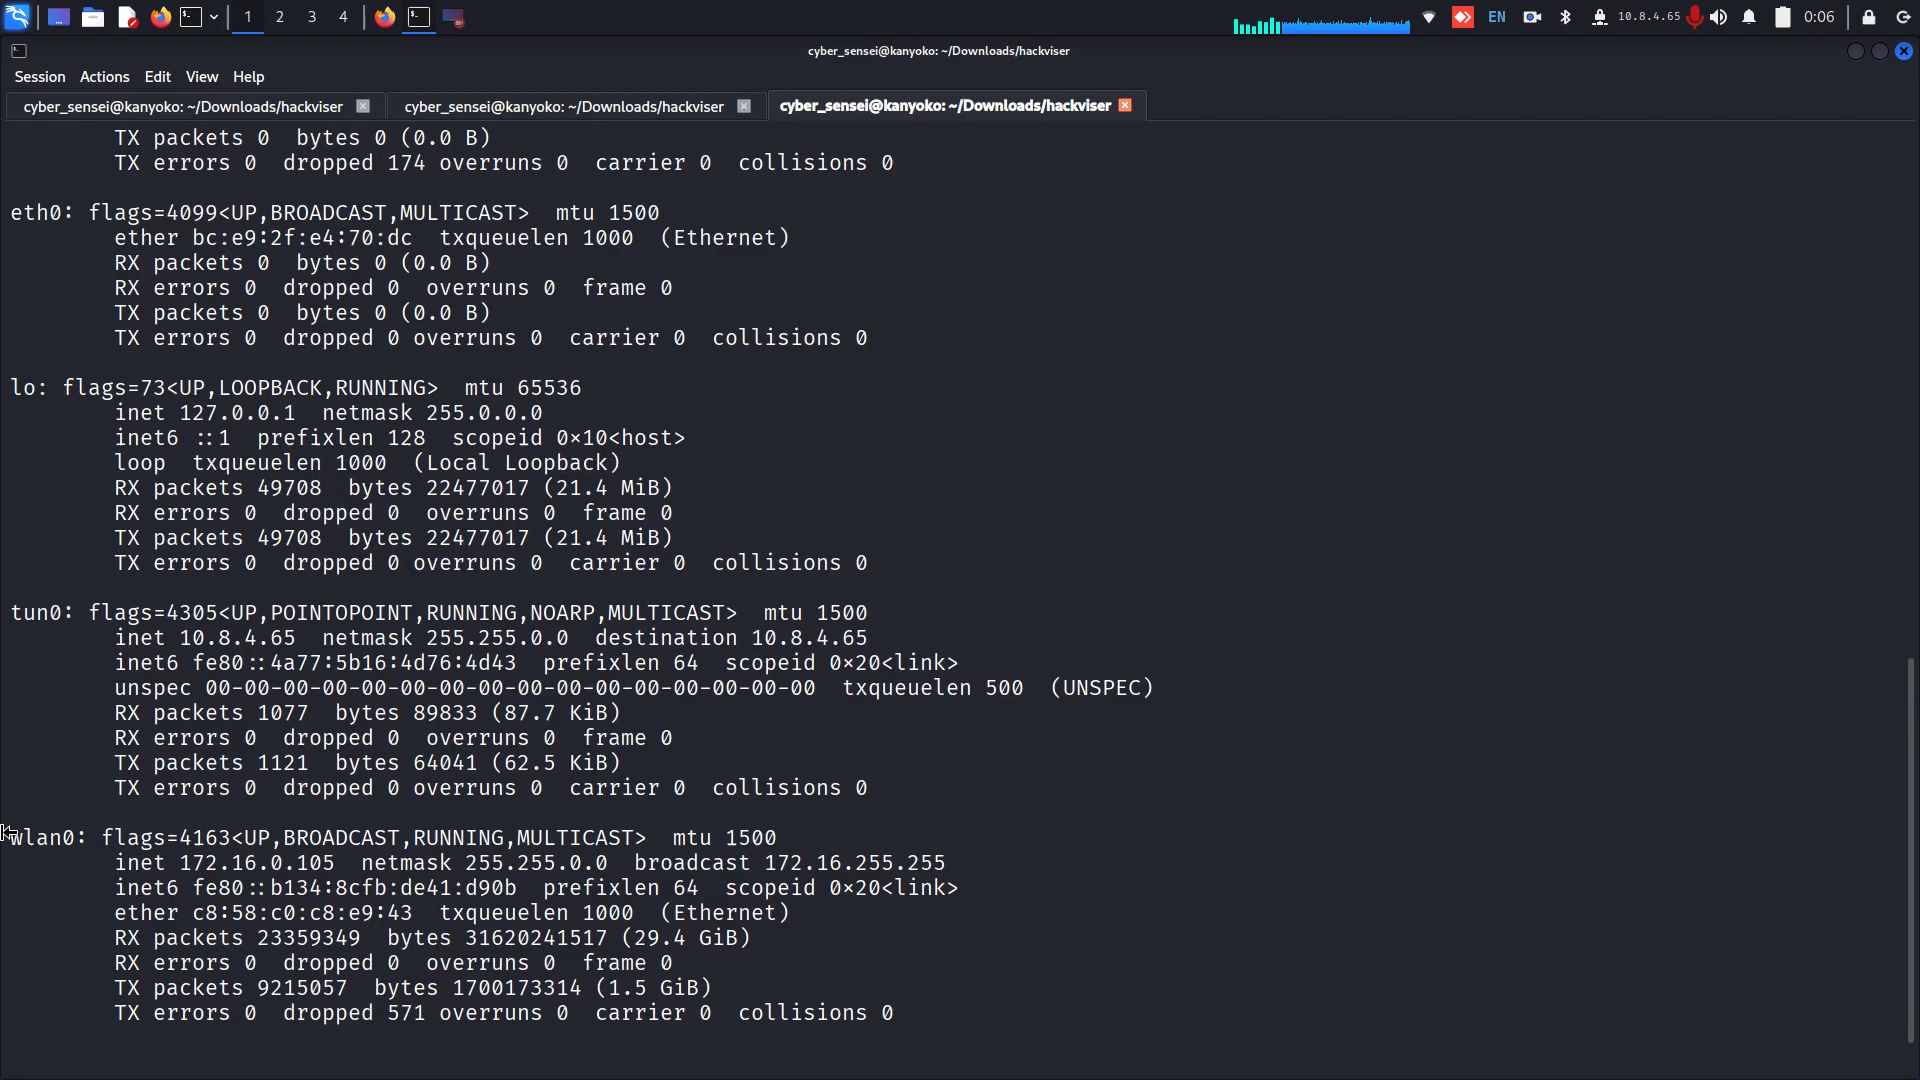 1 2 3 4 EN 10.8.4.65 0:06
cyber_sensei@kanyoko: ~/Downloads/hackviser
Session Actions Edit View Help
cyber_sensei@kanyoko: ~/Downloads/hackviser cyber_sensei@kanyoko: ~/Downloads/hackviser cyber_sensei@kanyoko: ~/Downloads/hackviser
TX packets 0  bytes 0 (0.0 B)
TX errors 0  dropped 174 overruns 0  carrier 0  collisions 0
eth0: flags=4099<UP,BROADCAST,MULTICAST>  mtu 1500
ether bc:e9:2f:e4:70:dc  txqueuelen 1000  (Ethernet)
RX packets 0  bytes 0 (0.0 B)
RX errors 0  dropped 0  overruns 0  frame 0
TX packets 0  bytes 0 (0.0 B)
TX errors 0  dropped 0 overruns 0  carrier 0  collisions 0
lo: flags=73<UP,LOOPBACK,RUNNING>  mtu 65536
inet 127.0.0.1  netmask 255.0.0.0
inet6 ::1  prefixlen 128  scopeid 0×10<host>
loop  txqueuelen 1000  (Local Loopback)
RX packets 49708  bytes 22477017 (21.4 MiB)
RX errors 0  dropped 0  overruns 0  frame 0
TX packets 49708  bytes 22477017 (21.4 MiB)
TX errors 0  dropped 0 overruns 0  carrier 0  collisions 0
tun0: flags=4305<UP,POINTOPOINT,RUNNING,NOARP,MULTICAST>  mtu 1500
inet 10.8.4.65  netmask 255.255.0.0  destination 10.8.4.65
inet6 fe80::4a77:5b16:4d76:4d43  prefixlen 64  scopeid 0×20<link>
unspec 00-00-00-00-00-00-00-00-00-00-00-00-00-00-00-00  txqueuelen 500  (UNSPEC)
RX packets 1077  bytes 89833 (87.7 KiB)
RX errors 0  dropped 0  overruns 0  frame 0
TX packets 1121  bytes 64041 (62.5 KiB)
TX errors 0  dropped 0 overruns 0  carrier 0  collisions 0
wlan0: flags=4163<UP,BROADCAST,RUNNING,MULTICAST>  mtu 1500
inet 172.16.0.105  netmask 255.255.0.0  broadcast 172.16.255.255
inet6 fe80::b134:8cfb:de41:d90b  prefixlen 64  scopeid 0×20<link>
ether c8:58:c0:c8:e9:43  txqueuelen 1000  (Ethernet)
RX packets 23359349  bytes 31620241517 (29.4 GiB)
RX errors 0  dropped 0  overruns 0  frame 0
TX packets 9215057  bytes 1700173314 (1.5 GiB)
TX errors 0  dropped 571 overruns 0  carrier 0  collisions 0